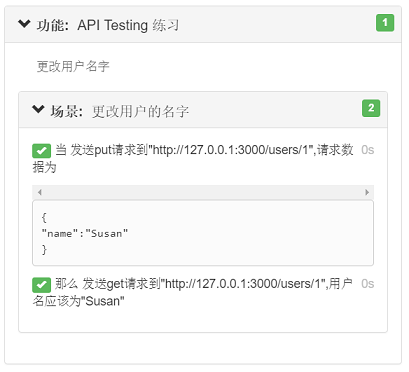 功能: API Testing 练习 1
更改用户名字
场景: 更改用户的名字 2
当 发送put请求到"http://127.0.0.1:3000/users/1",请求数 0s
据为
{
"name":"Susan"
}
那么 发送get请求到"http://127.0.0.1:3000/users/1",用户 0s
名应该为"Susan"